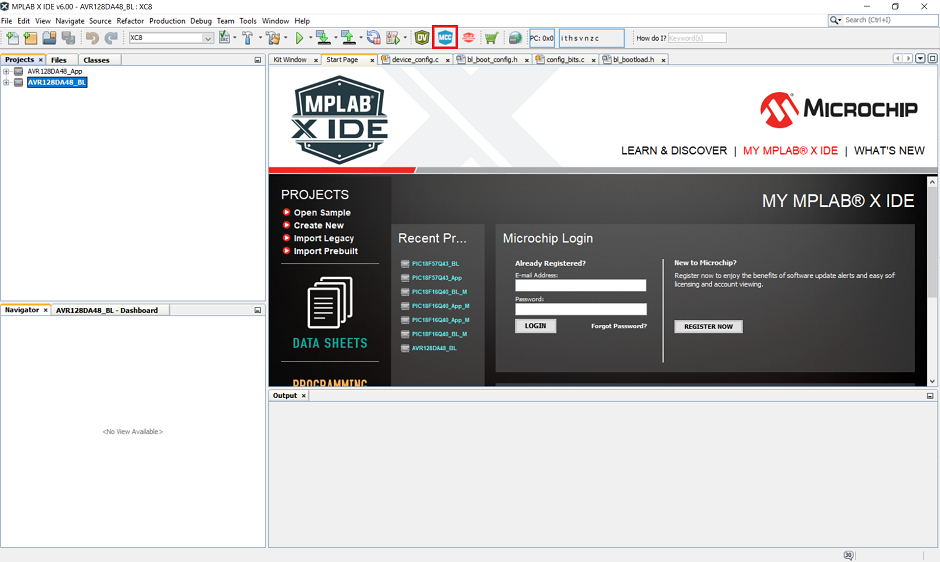 MPLAB X IDE v6.00 - AVR128DA48_BL : XC8
File Edit View Navigate Source Refactor Production Debug Team Tools Window Help
Search (Ctrl+I)
XC8
DV
MCC
PC: 0x0
i t h s v n z c
How do I?
Keyword(s)
Projects × Files Classes
AVR128DA48_App
AVR128DA48_BL
Kit Window × Start Page × device_config.c × bl_boot_config.h × config_bits.c × bl_bootload.h ×
MPLAB®
X IDE
MICROCHIP
LEARN & DISCOVER | MY MPLAB® X IDE | WHAT'S NEW
PROJECTS
Open Sample
Create New
Import Legacy
Import Prebuilt
DATA SHEETS
PROGRAMMING
MY MPLAB® X IDE
Recent Pr...
PIC18F57Q43_BL
PIC18F57Q43_App
PIC18F16Q40_BL_M
PIC18F16Q40_App_M
PIC18F16Q40_App_M
PIC18F16Q40_BL_M
AVR128DA48_BL
Microchip Login
Already Registered?
E-mail Address:
Password:
LOGIN
Forgot Password?
New to Microchip?
Register now to enjoy the benefits of software update alerts and easy sof
licensing and account viewing.
REGISTER NOW
Navigator × AVR128DA48_BL - Dashboard
<No View Available>
Output ×
30